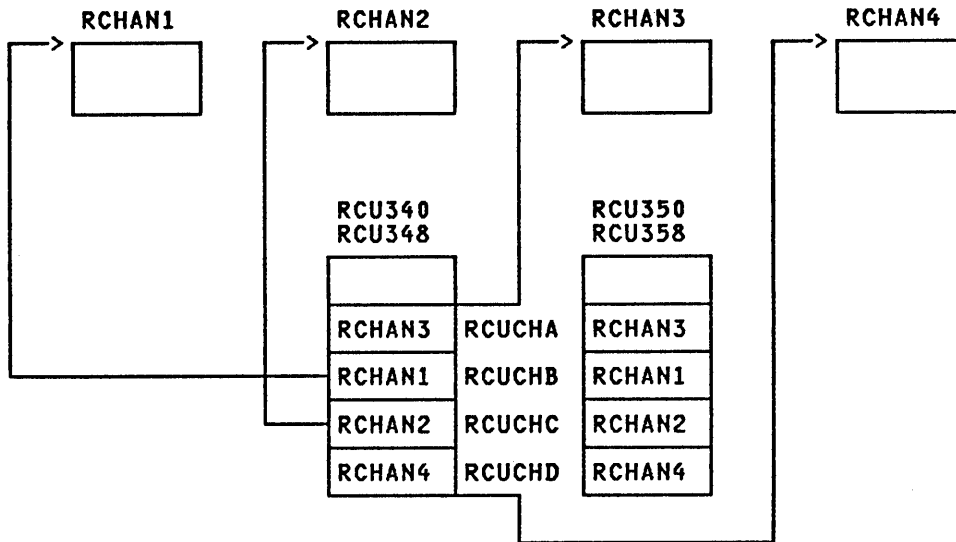 RCHAN1 RCHAN2 RCHAN3 RCHAN4
RCU340 RCU350
RCU348 RCU358
RCHAN3 RCUCHA RCHAN3
RCHAN1 RCUCHB RCHAN1
RCHAN2 RCUCHC RCHAN2
RCHAN4 RCUCHD RCHAN4